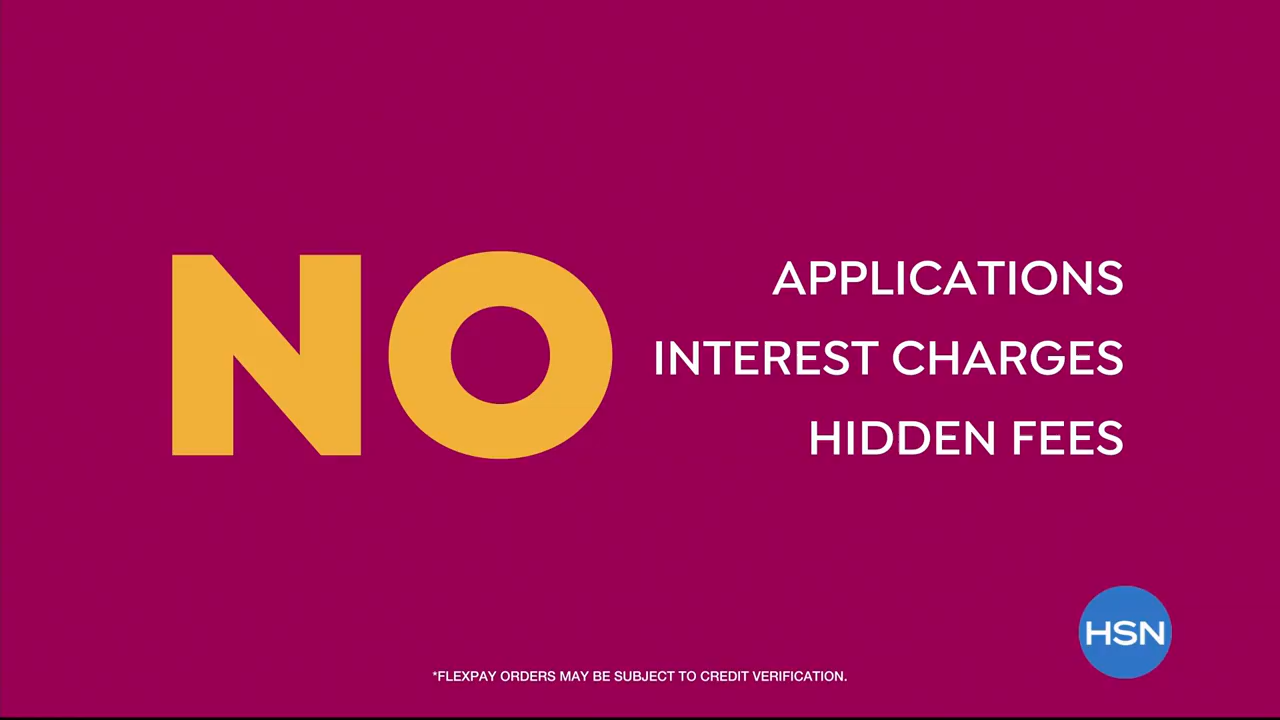 NO
APPLICATIONS
INTEREST CHARGES
HIDDEN FEES
HSN
*FLEXPAY ORDERS MAY BE SUBJECT TO CREDIT VERIFICATION.